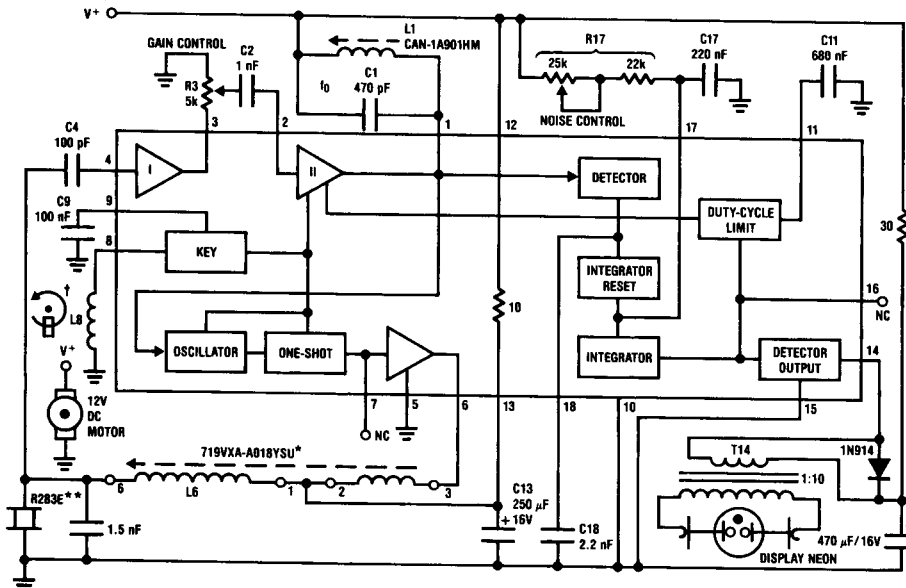 V+
L1
CAN-1A901HM
GAIN CONTROL
C2
1 nF
R3
5k
f0
C1
470 pF
R17
25k
22k
NOISE CONTROL
C17
220 nF
C11
680 nF
C4
100 pF
4
3
2
1
12
17
11
I
II
DETECTOR
DUTY-CYCLE
LIMIT
30
C9
100 nF
9
8
KEY
INTEGRATOR
RESET
†
L8
10
16
NC
OSCILLATOR
ONE-SHOT
INTEGRATOR
DETECTOR
OUTPUT
14
V+
12V
DC
MOTOR
7
5
6
13
18
10
15
NC
719VXA-A018YSU*
6
L6
1
2
3
T14
1N914
1:10
R283E**
1.5 nF
C13
250 µF
+ 16V
C18
2.2 nF
470 µF/16V
DISPLAY NEON